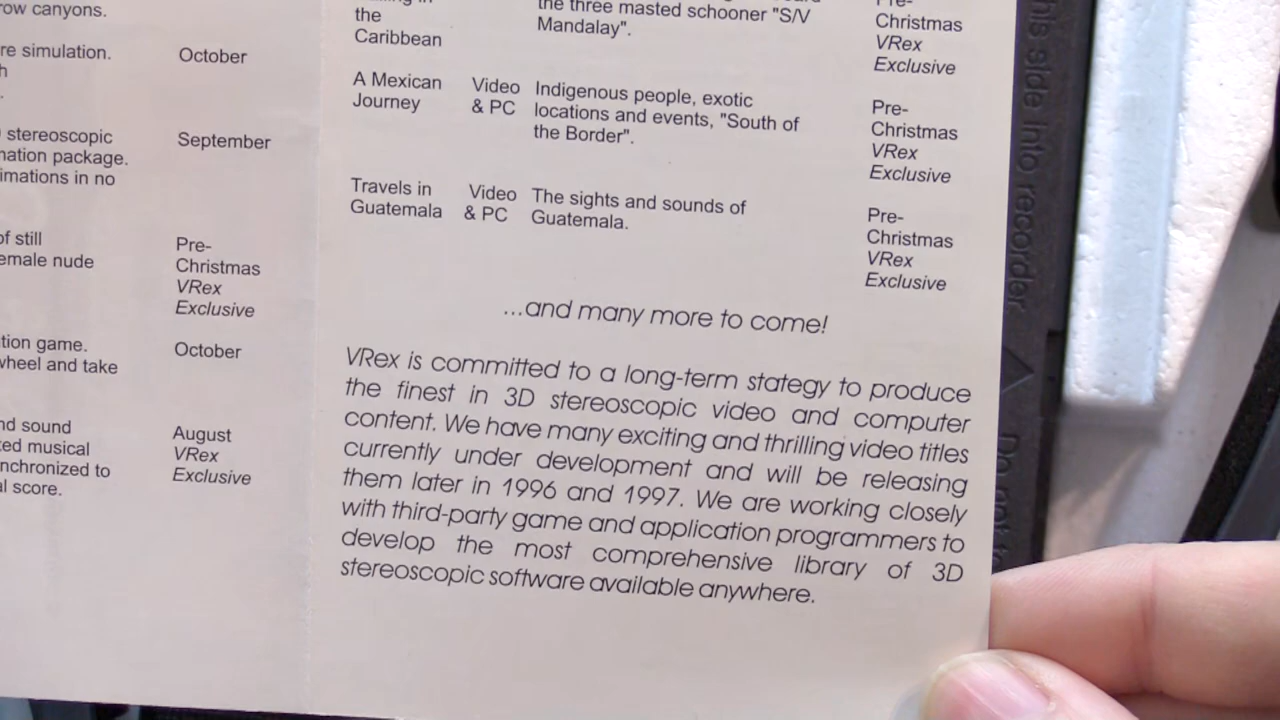 row canyons.
re simulation. October
stereoscopic September
nation package.
imations in no
of still Pre-
emale nude Christmas
VRex
Exclusive
tion game. October
wheel and take
nd sound August
ted musical VRex
nchronized to Exclusive
al score.
the the three masted schooner "S/V Christmas
Caribbean Mandalay". VRex
Exclusive
A Mexican Video Indigenous people, exotic Pre-
Journey & PC locations and events, "South of Christmas
the Border". VRex
Exclusive
Travels in Video The sights and sounds of Pre-
Guatemala & PC Guatemala. Christmas
VRex
Exclusive
...and many more to come!
VRex is committed to a long-term stategy to produce
the finest in 3D stereoscopic video and computer
content. We have many exciting and thrilling video titles
currently under development and will be releasing
them later in 1996 and 1997. We are working closely
with third-party game and application programmers to
develop the most comprehensive library of 3D
stereoscopic software available anywhere.
this side into recorder
Do not